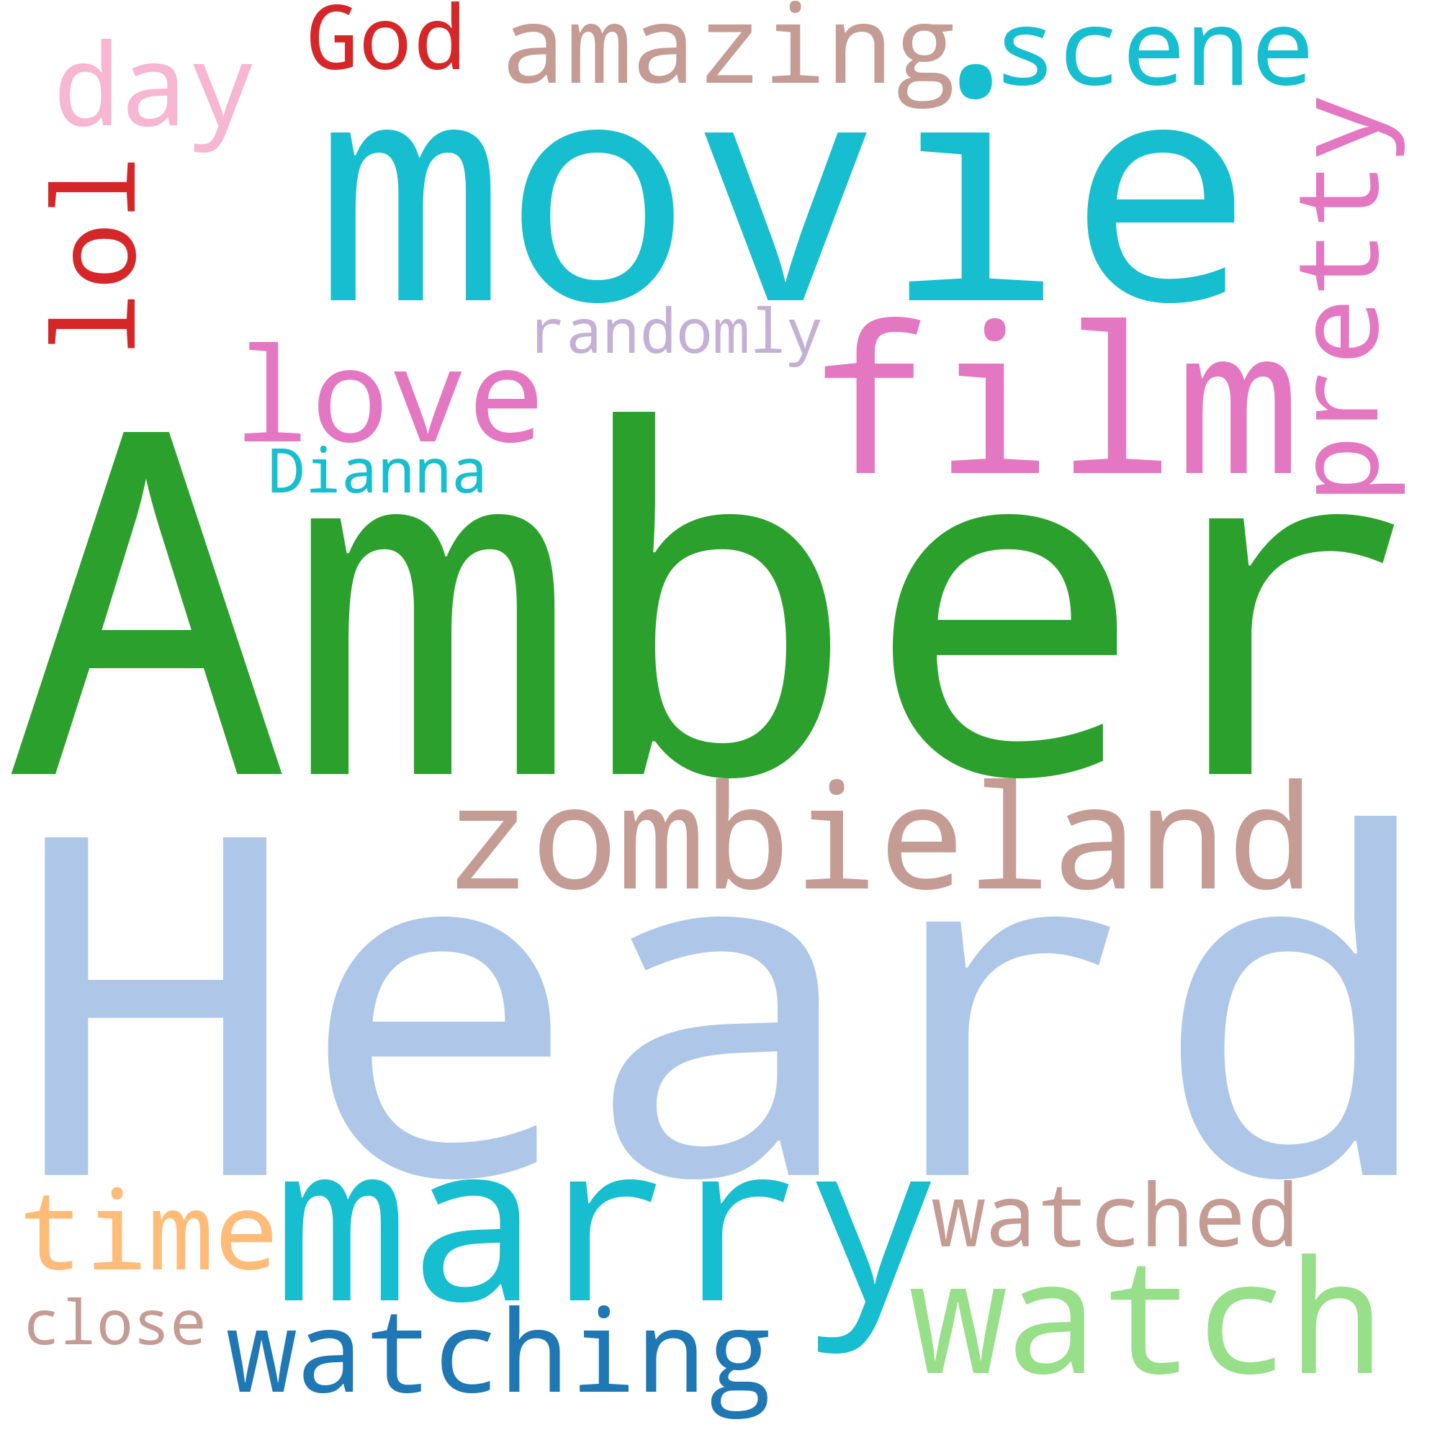 God amazing scene
day
movie
lol
pretty
randomly
film
love
Dianna
Amber
zombieland
Heard
time marry watched
watch
close
watching